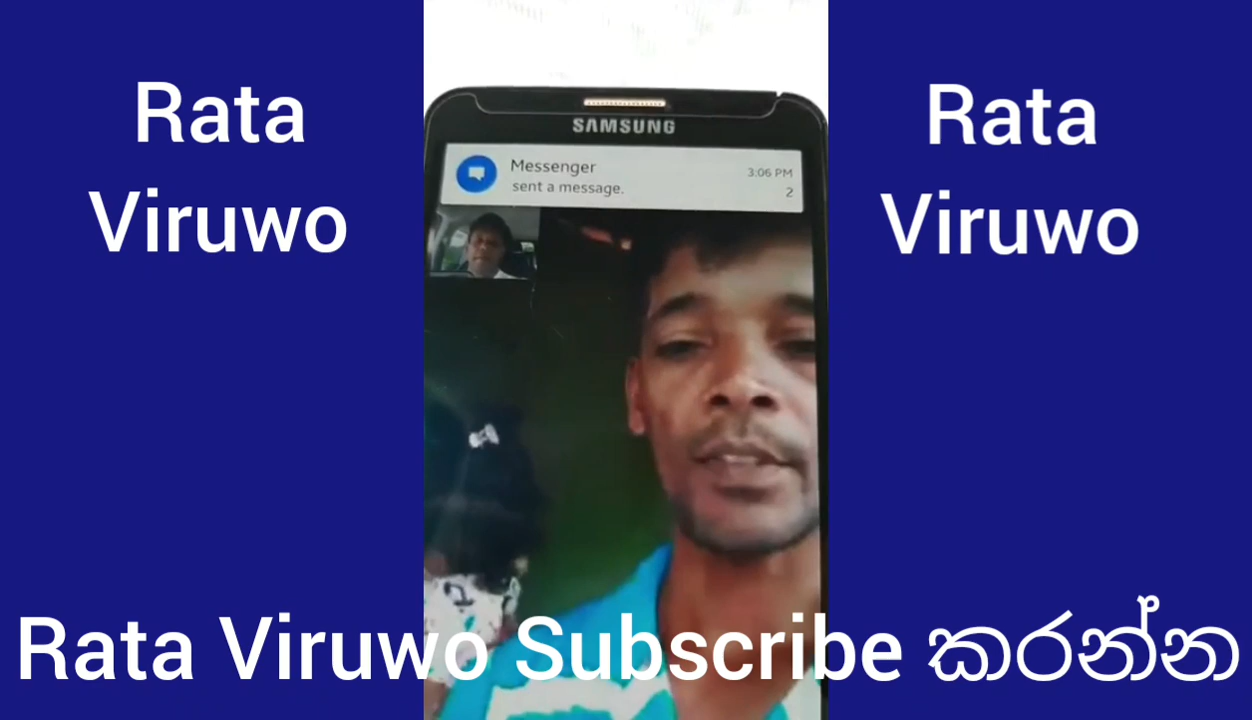 Rata
Viruwo
Rata
Viruwo
SAMSUNG
Messenger
3:06 PM
sent a message.
2
Rata Viruwo Subscribe කරන්න